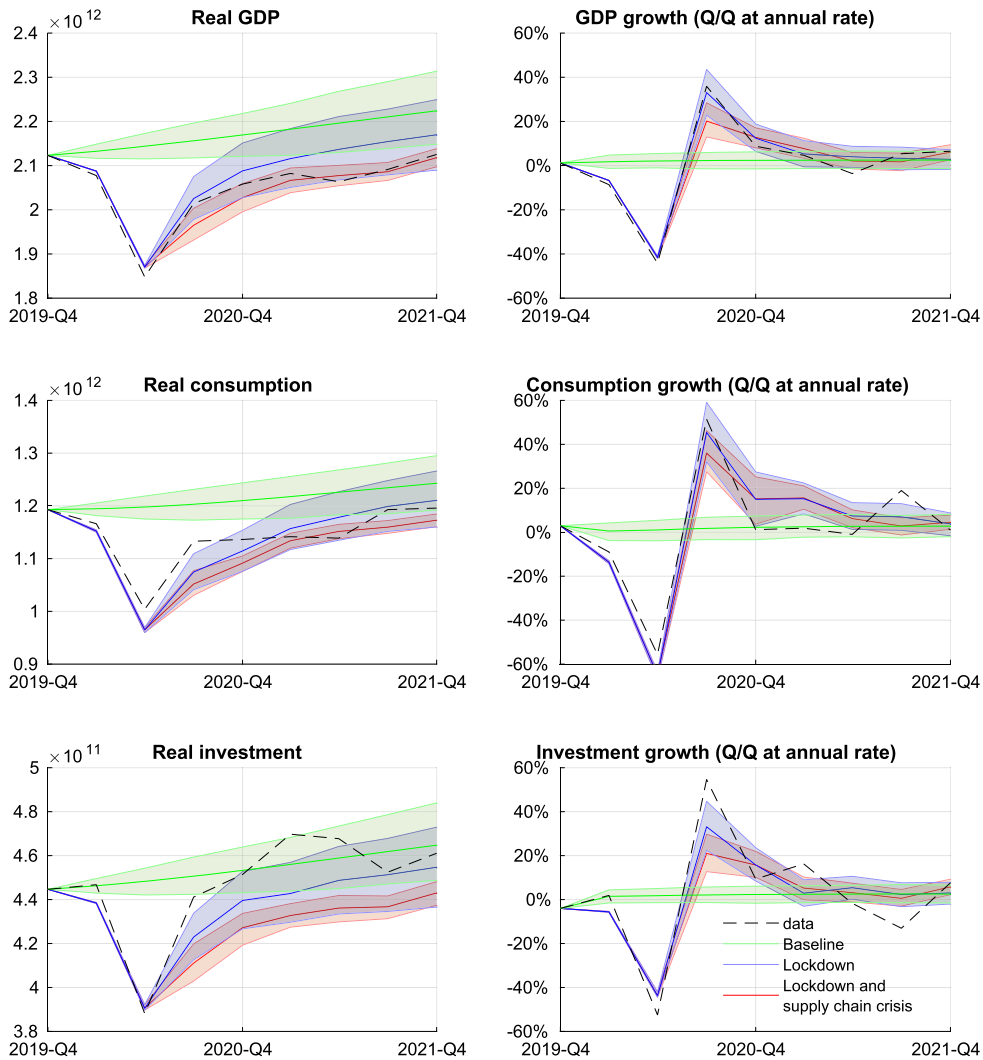 Real GDP
× 10 12
2.4
2.3
2.2
2.1
2
1.9
1.8
2019-Q4
2020-Q4
2021-Q4
GDP growth (Q/Q at annual rate)
60%
40%
20%
0%
-20%
-40%
-60%
2019-Q4
2020-Q4
2021-Q4
Real consumption
× 10 12
1.4
1.3
1.2
1.1
1
0.9
2019-Q4
2020-Q4
2021-Q4
Consumption growth (Q/Q at annual rate)
60%
40%
20%
0%
-20%
-40%
-60%
2019-Q4
2020-Q4
2021-Q4
Real investment
× 10 11
5
4.8
4.6
4.4
4.2
4
3.8
2019-Q4
2020-Q4
2021-Q4
Investment growth (Q/Q at annual rate)
60%
40%
20%
0%
-20%
-40%
-60%
2019-Q4
2020-Q4
2021-Q4
data
Baseline
Lockdown
Lockdown and
supply chain crisis